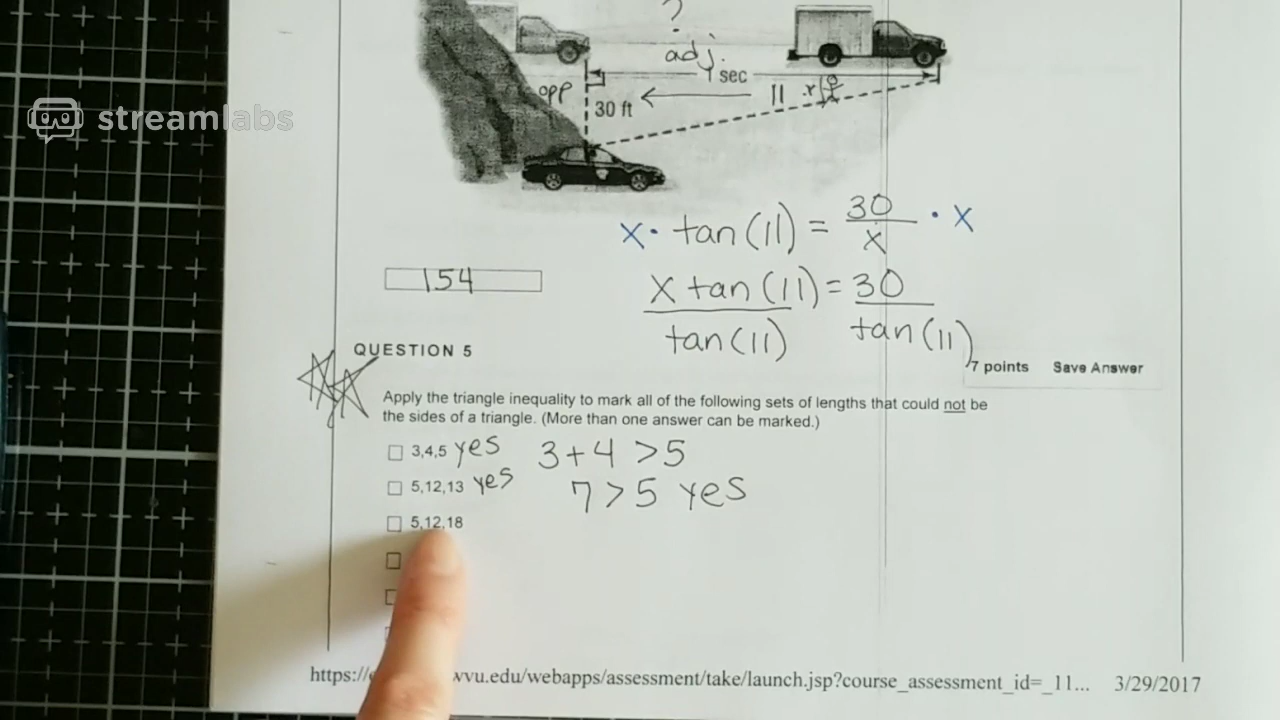 ?
adj.
1 sec
opp
30 ft
11
streamlabs
x · tan(11) = 30/x · x
154
x tan(11) = 30
tan(11) tan(11)
QUESTION 5
7 points Save Answer
Apply the triangle inequality to mark all of the following sets of lengths that could not be
the sides of a triangle. (More than one answer can be marked.)
3,4,5 yes 3+4 >5
5,12,13 yes 7>5 yes
5,12,18
https:// wvu.edu/webapps/assessment/take/launch.jsp?course_assessment_id=_11... 3/29/2017